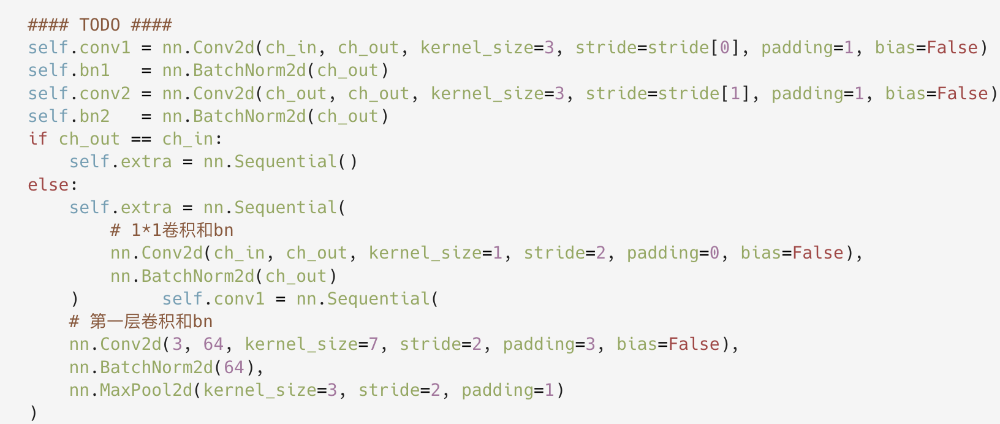 #### TODO ####
self.conv1 = nn.Conv2d(ch_in, ch_out, kernel_size=3, stride=stride[0], padding=1, bias=False)
self.bn1   = nn.BatchNorm2d(ch_out)
self.conv2 = nn.Conv2d(ch_out, ch_out, kernel_size=3, stride=stride[1], padding=1, bias=False)
self.bn2   = nn.BatchNorm2d(ch_out)
if ch_out == ch_in:
    self.extra = nn.Sequential()
else:
    self.extra = nn.Sequential(
        # 1*1卷积和bn
        nn.Conv2d(ch_in, ch_out, kernel_size=1, stride=2, padding=0, bias=False),
        nn.BatchNorm2d(ch_out)
    )        self.conv1 = nn.Sequential(
    # 第一层卷积和bn
    nn.Conv2d(3, 64, kernel_size=7, stride=2, padding=3, bias=False),
    nn.BatchNorm2d(64),
    nn.MaxPool2d(kernel_size=3, stride=2, padding=1)
)